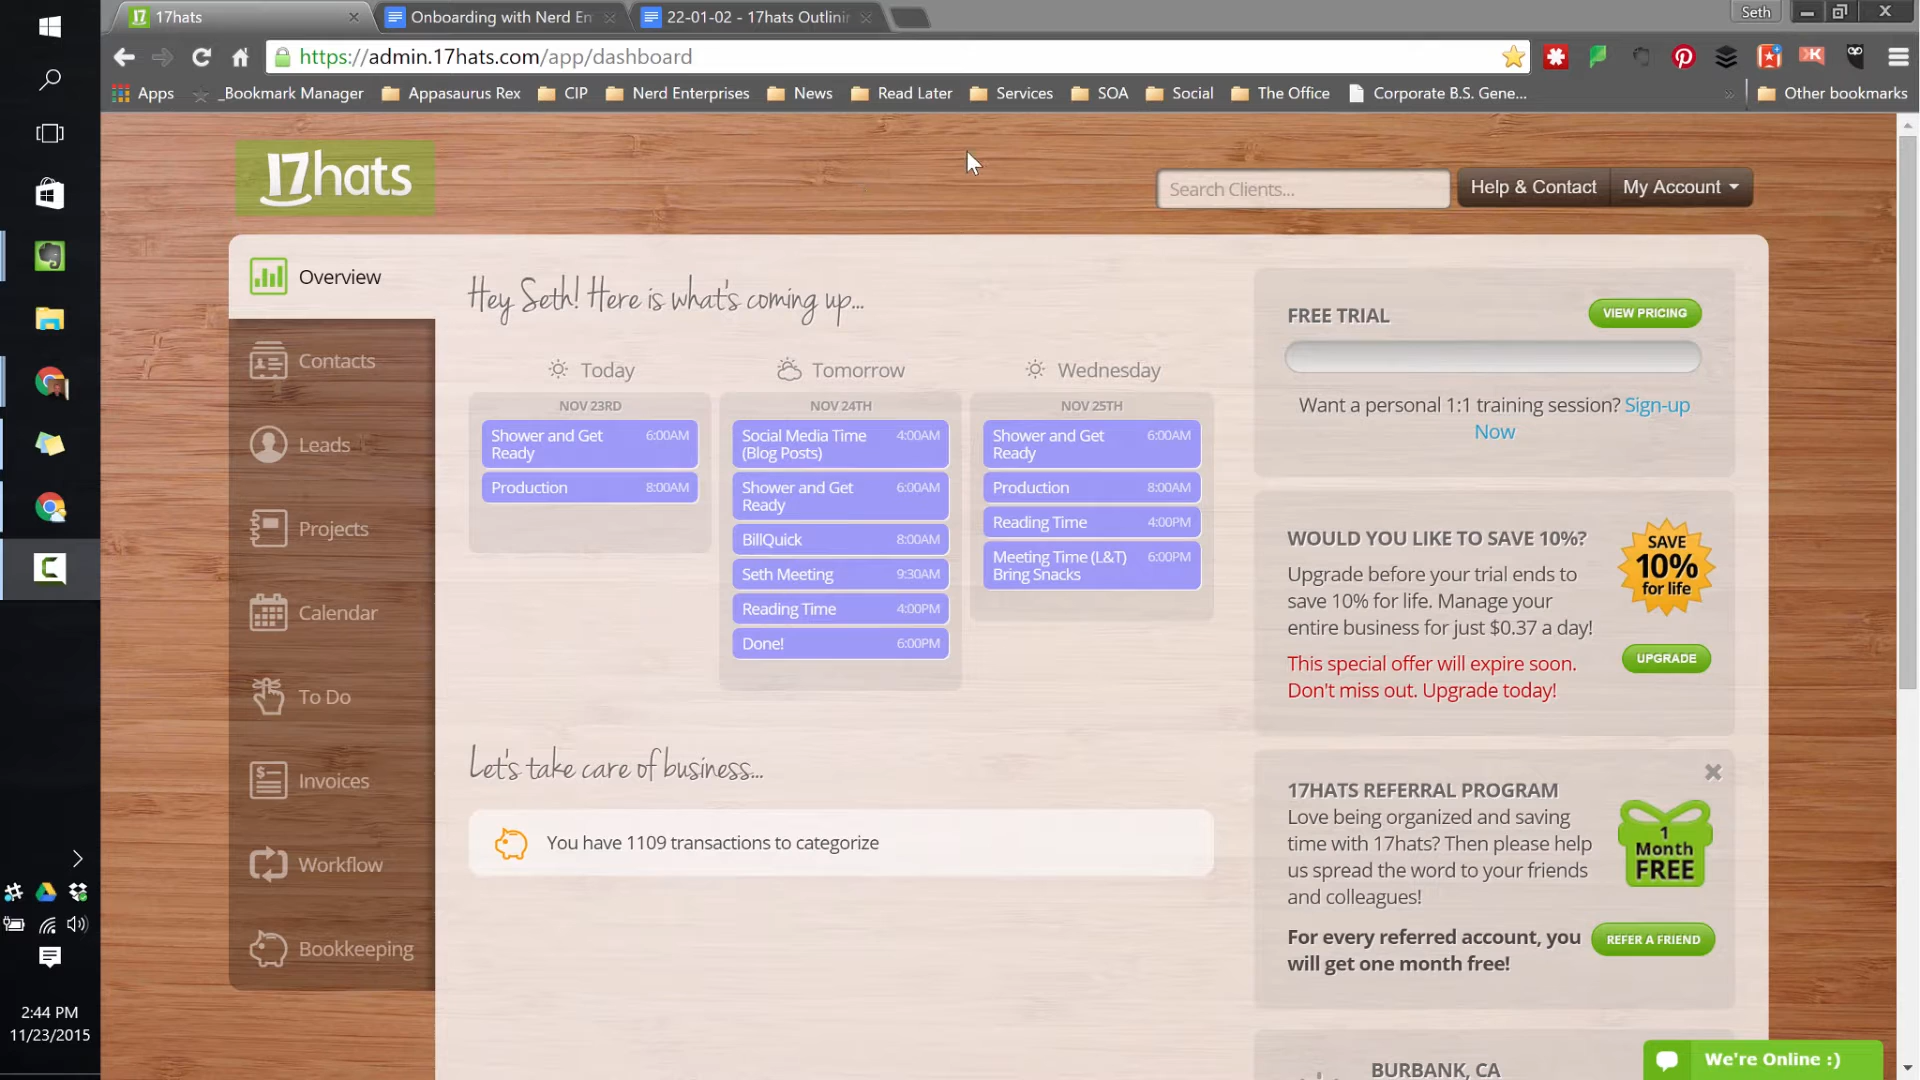 17hats
Onboarding with Nerd En
22-01-02 - 17hats Outlinin
Seth
https://admin.17hats.com/app/dashboard
Apps
_Bookmark Manager
Appasaurus Rex
CIP
Nerd Enterprises
News
Read Later
Services
SOA
Social
The Office
Corporate B.S. Gene...
»
Other bookmarks
17hats
Search Clients...
Help & Contact
My Account
Overview
Contacts
Leads
Projects
Calendar
To Do
Invoices
Workflow
Bookkeeping
Hey Seth! Here is what's coming up...
Today
NOV 23RD
Shower and Get 6:00AM
Ready
Production 8:00AM
Tomorrow
NOV 24TH
Social Media Time 4:00AM
(Blog Posts)
Shower and Get 6:00AM
Ready
BillQuick 8:00AM
Seth Meeting 9:30AM
Reading Time 4:00PM
Done! 6:00PM
Wednesday
NOV 25TH
Shower and Get 6:00AM
Ready
Production 8:00AM
Reading Time 4:00PM
Meeting Time (L&T) 6:00PM
Bring Snacks
Let's take care of business...
You have 1109 transactions to categorize
FREE TRIAL
VIEW PRICING
Want a personal 1:1 training session? Sign-up
Now
WOULD YOU LIKE TO SAVE 10%?
Upgrade before your trial ends to
save 10% for life. Manage your
entire business for just $0.37 a day!
This special offer will expire soon.
Don't miss out. Upgrade today!
SAVE
10%
for life
UPGRADE
17HATS REFERRAL PROGRAM
Love being organized and saving
time with 17hats? Then please help
us spread the word to your friends
and colleagues!
1
Month
FREE
For every referred account, you
will get one month free!
REFER A FRIEND
BURBANK, CA
We're Online :)
2:44 PM
11/23/2015